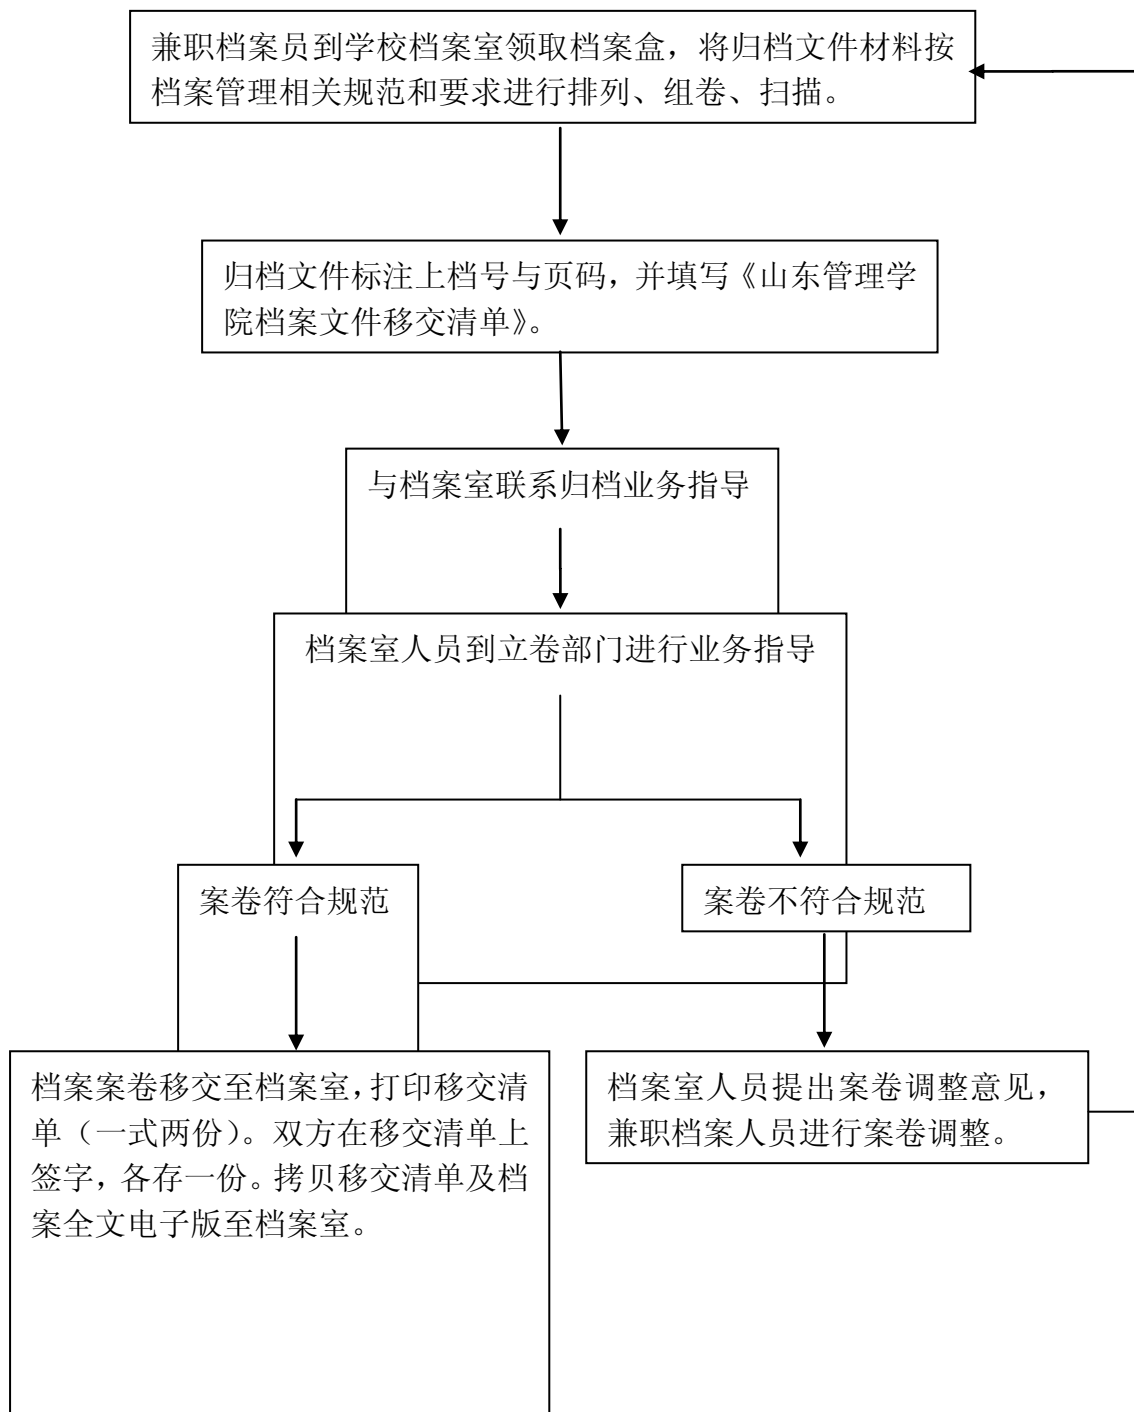 兼职档案员到学校档案室领取档案盒，将归档文件材料按
档案管理相关规范和要求进行排列、组卷、扫描。
归档文件标注上档号与页码，并填写《山东管理学
院档案文件移交清单》。
与档案室联系归档业务指导
档案室人员到立卷部门进行业务指导
案卷符合规范
案卷不符合规范
档案案卷移交至档案室，打印移交清
单（一式两份）。双方在移交清单上
签字，各存一份。拷贝移交清单及档
案全文电子版至档案室。
档案室人员提出案卷调整意见，
兼职档案人员进行案卷调整。